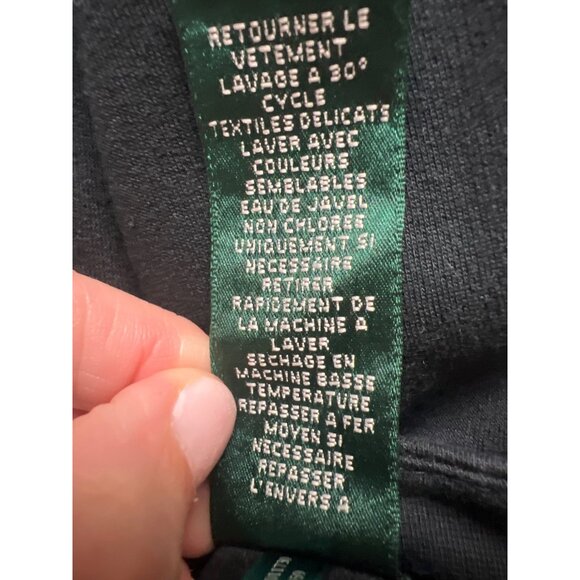 RETOURNER LE
VETEMENT
LAVAGE A 30°
CYCLE
TEXTILES DELICATS
LAVER AVEC
COULEURS
SEMBLABLES
EAU DE JAVEL
NON CHLOREE
UNIQUEMENT SI
NECESSAIRE
RETIRER
RAPIDEMENT DE
LA MACHINE A
LAVER
SECHAGE EN
MACHINE BASSE
TEMPERATURE
REPASSER A FER
MOYEN SI
NECESSAIRE
REPASSER
L'ENVERS A